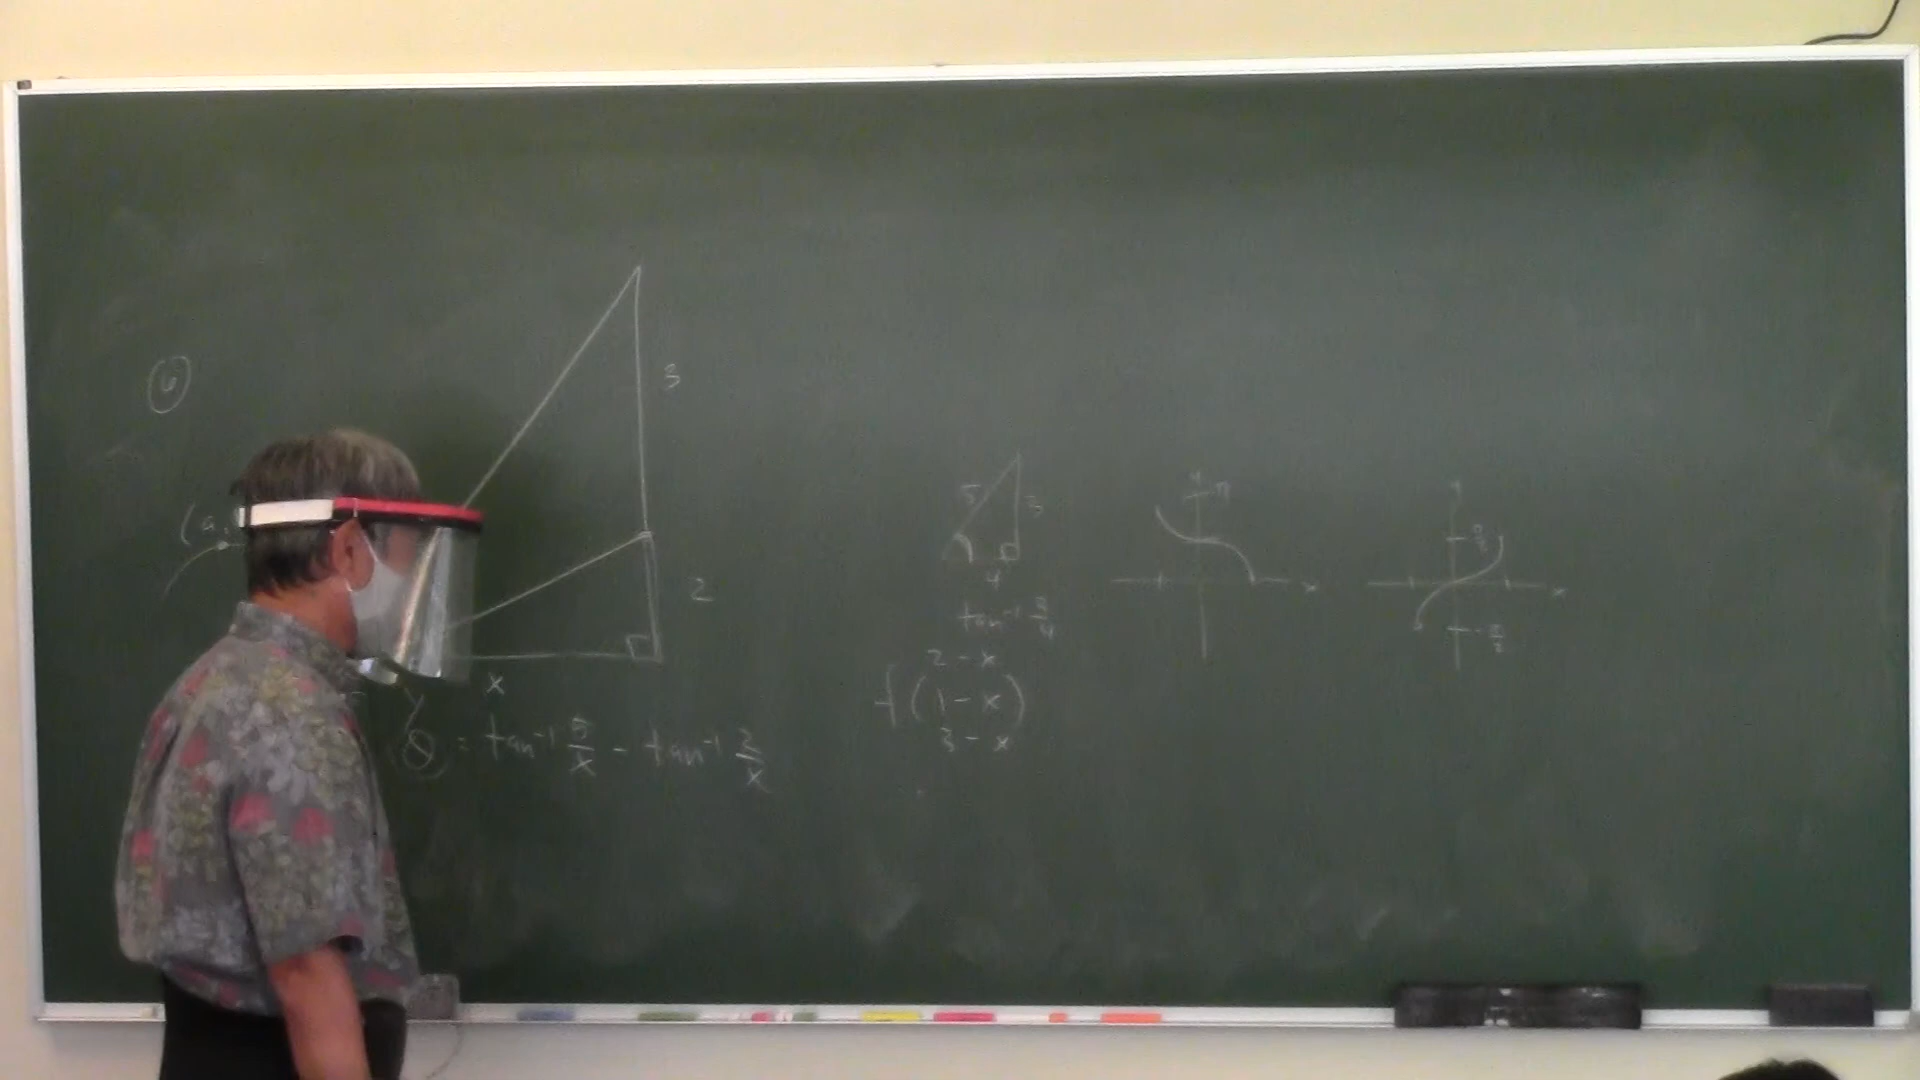 6
3
(a,
2
x
θ = tan⁻¹ 5/x - tan⁻¹ 2/x
5
3
4
tan⁻¹ 3/4
2 - x
f(1 - x)
3 - x
y
π
x
y
π/2
x
-π/2